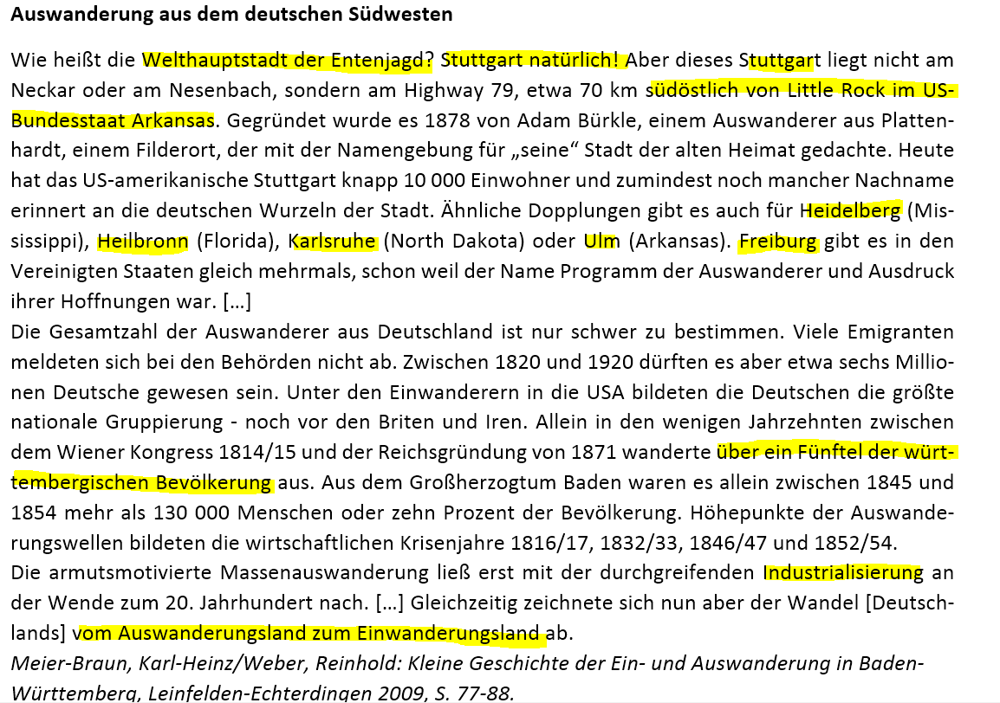 Auswanderung aus dem deutschen Südwesten
Wie heißt die Welthauptstadt der Entenjagd? Stuttgart natürlich! Aber dieses Stuttgart liegt nicht am
Neckar oder am Nesenbach, sondern am Highway 79, etwa 70 km südöstlich von Little Rock im US-
Bundesstaat Arkansas. Gegründet wurde es 1878 von Adam Bürkle, einem Auswanderer aus Platten-
hardt, einem Filderort, der mit der Namengebung für „seine“ Stadt der alten Heimat gedachte. Heute
hat das US-amerikanische Stuttgart knapp 10 000 Einwohner und zumindest noch mancher Nachname
erinnert an die deutschen Wurzeln der Stadt. Ähnliche Dopplungen gibt es auch für Heidelberg (Mis-
sissippi), Heilbronn (Florida), Karlsruhe (North Dakota) oder Ulm (Arkansas). Freiburg gibt es in den
Vereinigten Staaten gleich mehrmals, schon weil der Name Programm der Auswanderer und Ausdruck
ihrer Hoffnungen war. […]
Die Gesamtzahl der Auswanderer aus Deutschland ist nur schwer zu bestimmen. Viele Emigranten
meldeten sich bei den Behörden nicht ab. Zwischen 1820 und 1920 dürften es aber etwa sechs Millio-
nen Deutsche gewesen sein. Unter den Einwanderern in die USA bildeten die Deutschen die größte
nationale Gruppierung - noch vor den Briten und Iren. Allein in den wenigen Jahrzehnten zwischen
dem Wiener Kongress 1814/15 und der Reichsgründung von 1871 wanderte über ein Fünftel der würt-
tembergischen Bevölkerung aus. Aus dem Großherzogtum Baden waren es allein zwischen 1845 und
1854 mehr als 130 000 Menschen oder zehn Prozent der Bevölkerung. Höhepunkte der Auswande-
rungswellen bildeten die wirtschaftlichen Krisenjahre 1816/17, 1832/33, 1846/47 und 1852/54.
Die armutsmotivierte Massenauswanderung ließ erst mit der durchgreifenden Industrialisierung an
der Wende zum 20. Jahrhundert nach. […] Gleichzeitig zeichnete sich nun aber der Wandel [Deutsch-
lands] vom Auswanderungsland zum Einwanderungsland ab.
Meier-Braun, Karl-Heinz/Weber, Reinhold: Kleine Geschichte der Ein- und Auswanderung in Baden-
Württemberg, Leinfelden-Echterdingen 2009, S. 77-88.